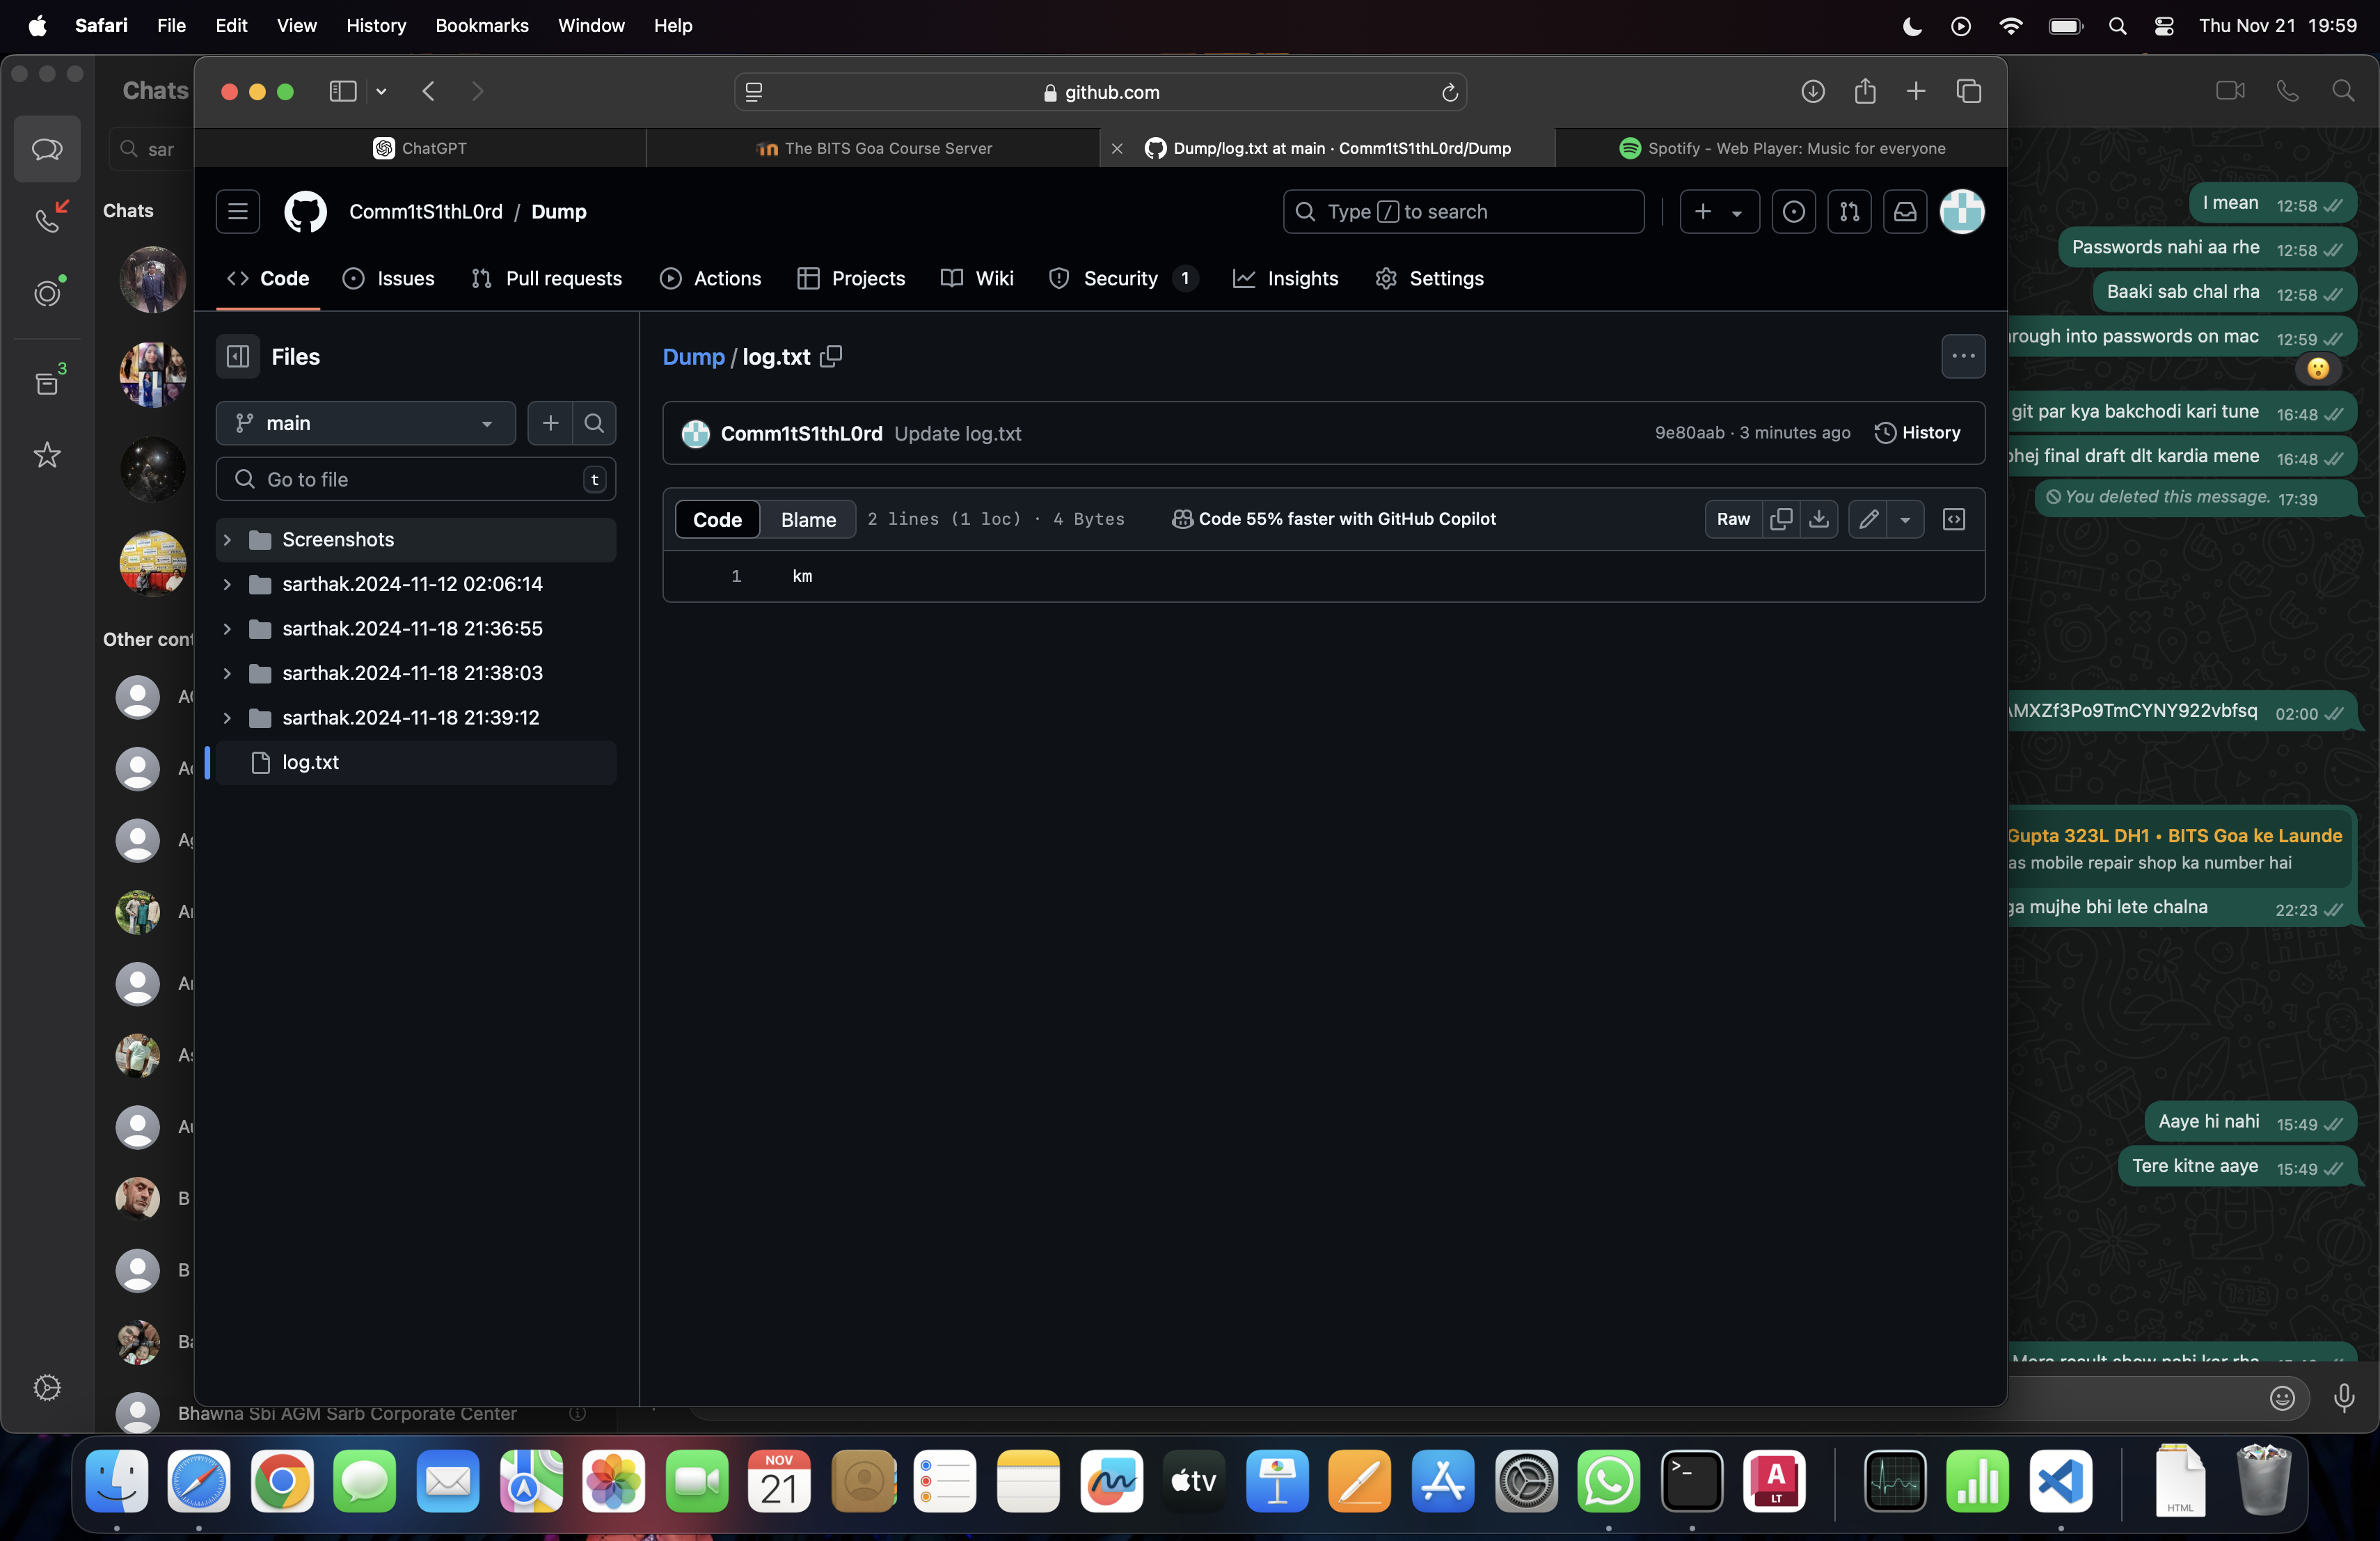 Safari File Edit View History Bookmarks Window Help Thu Nov 21 19:59
Chats
sar
github.com
ChatGPT
The BITS Goa Course Server
Dump/log.txt at main · Comm1tS1thL0rd/Dump
Spotify - Web Player: Music for everyone
Chats
3
Other
Comm1tS1thL0rd / Dump
Type / to search
Code Issues Pull requests Actions Projects Wiki Security 1 Insights Settings
Files
main
Go to file t
Screenshots
sarthak.2024-11-12 02:06:14
sarthak.2024-11-18 21:36:55
sarthak.2024-11-18 21:38:03
sarthak.2024-11-18 21:39:12
log.txt
Dump / log.txt
Comm1tS1thL0rd Update log.txt 9e80aab · 3 minutes ago History
Code Blame 2 lines (1 loc) · 4 Bytes Code 55% faster with GitHub Copilot Raw
1 km
I mean 12:58
Passwords nahi aa rhe 12:58
Baaki sab chal rha 12:58
into passwords on mac 12:59
git par kya bakchodi kari tune 16:48
final draft dlt kardia mene 16:48
You deleted this message. 17:39
MXZf3Po9TmCYNY922vbfsq 02:00
Gupta 323L DH1 • BITS Goa ke Launde
mobile repair shop ka number hai
mujhe bhi lete chalna 22:23
Aaye hi nahi 15:49
Tere kitne aaye 15:49
B
B
Bhawna Sbi AGM Sarb Corporate Center
NOV
21
tv
A
LT
HTML